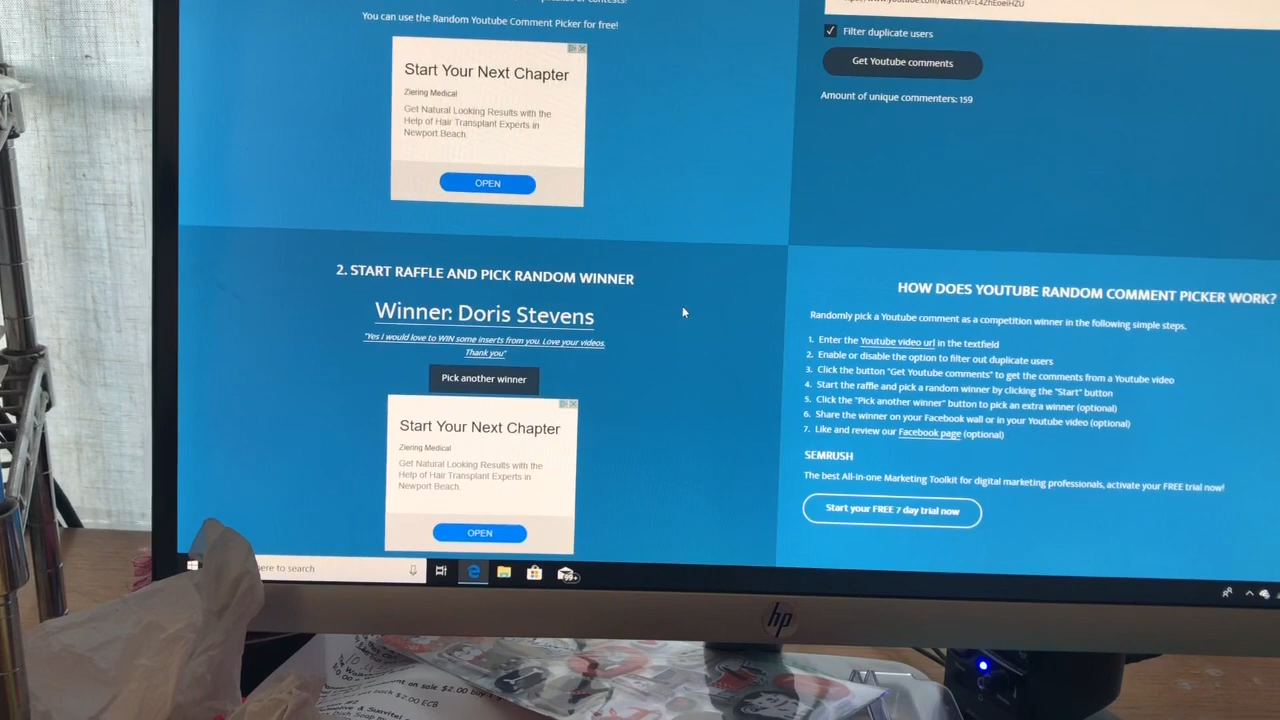 You can use the Random Youtube Comment Picker for free!
Start Your Next Chapter
Ziering Medical
Get Natural Looking Results with the
Help of Hair Transplant Experts in
Newport Beach
OPEN
Filter duplicate users
Get Youtube comments
Amount of unique commenters: 159
2. START RAFFLE AND PICK RANDOM WINNER
Winner: Doris Stevens
"Yes I would love to WIN some inserts from you. Love your videos.
Thank you"
Pick another winner
Start Your Next Chapter
Ziering Medical
Get Natural Looking Results with the
Help of Hair Transplant Experts in
Newport Beach.
OPEN
HOW DOES YOUTUBE RANDOM COMMENT PICKER WORK?
Randomly pick a Youtube comment as a competition winner in the following simple steps.
1. Enter the Youtube video url in the textfield
2. Enable or disable the option to filter out duplicate users
3. Click the button "Get Youtube comments" to get the comments from a Youtube video
4. Start the raffle and pick a random winner by clicking the "Start" button
5. Click the "Pick another winner" button to pick an extra winner (optional)
6. Share the winner on your Facebook wall or in your Youtube video (optional)
7. Like and review our Facebook page (optional)
SEMRUSH
The best All-in-one Marketing Toolkit for digital marketing professionals, activate your FREE trial now!
Start your FREE 7 day trial now
ere to search
99+
hp
on sale $2.00
back $2.00 ECB